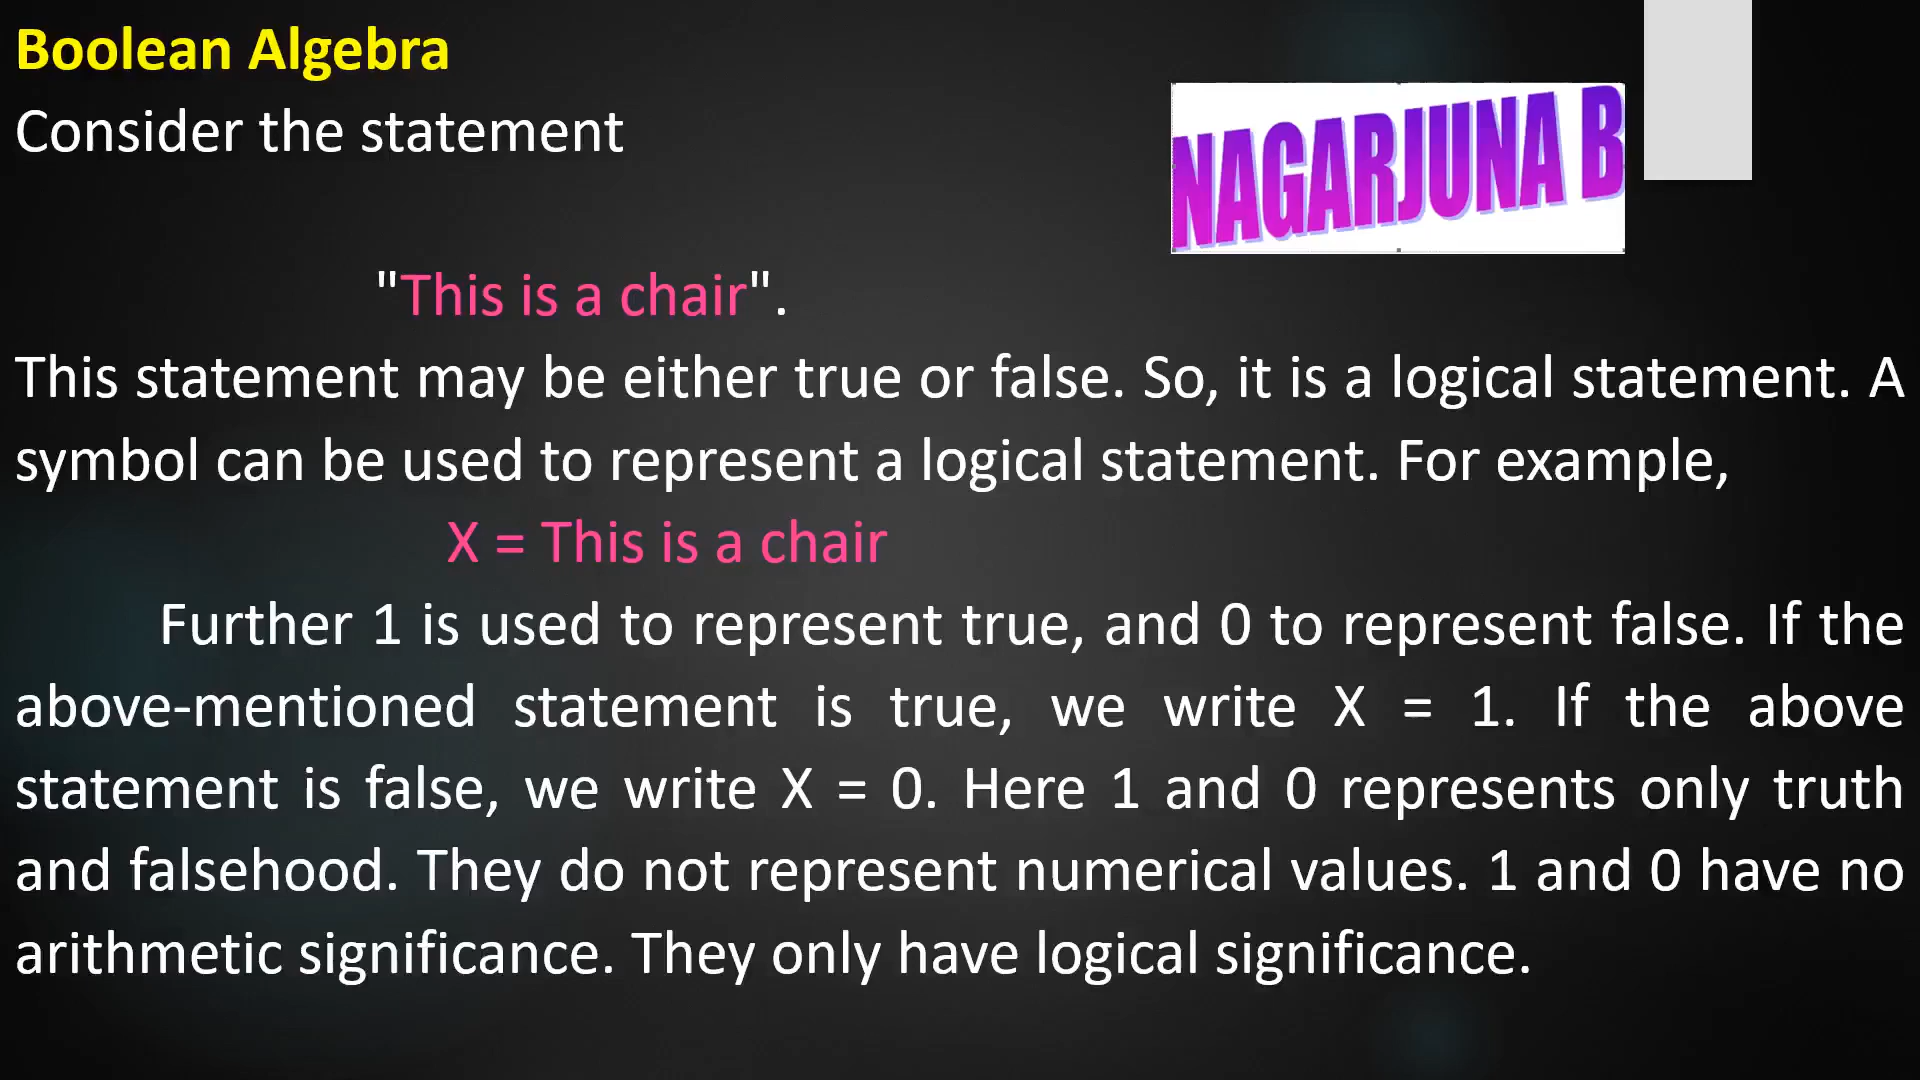 Boolean Algebra
Consider the statement
NAGARJUNA B
"This is a chair".
This statement may be either true or false. So, it is a logical statement. A
symbol can be used to represent a logical statement. For example,
X = This is a chair
Further 1 is used to represent true, and 0 to represent false. If the
above-mentioned statement is true, we write X = 1. If the above
statement is false, we write X = 0. Here 1 and 0 represents only truth
and falsehood. They do not represent numerical values. 1 and 0 have no
arithmetic significance. They only have logical significance.